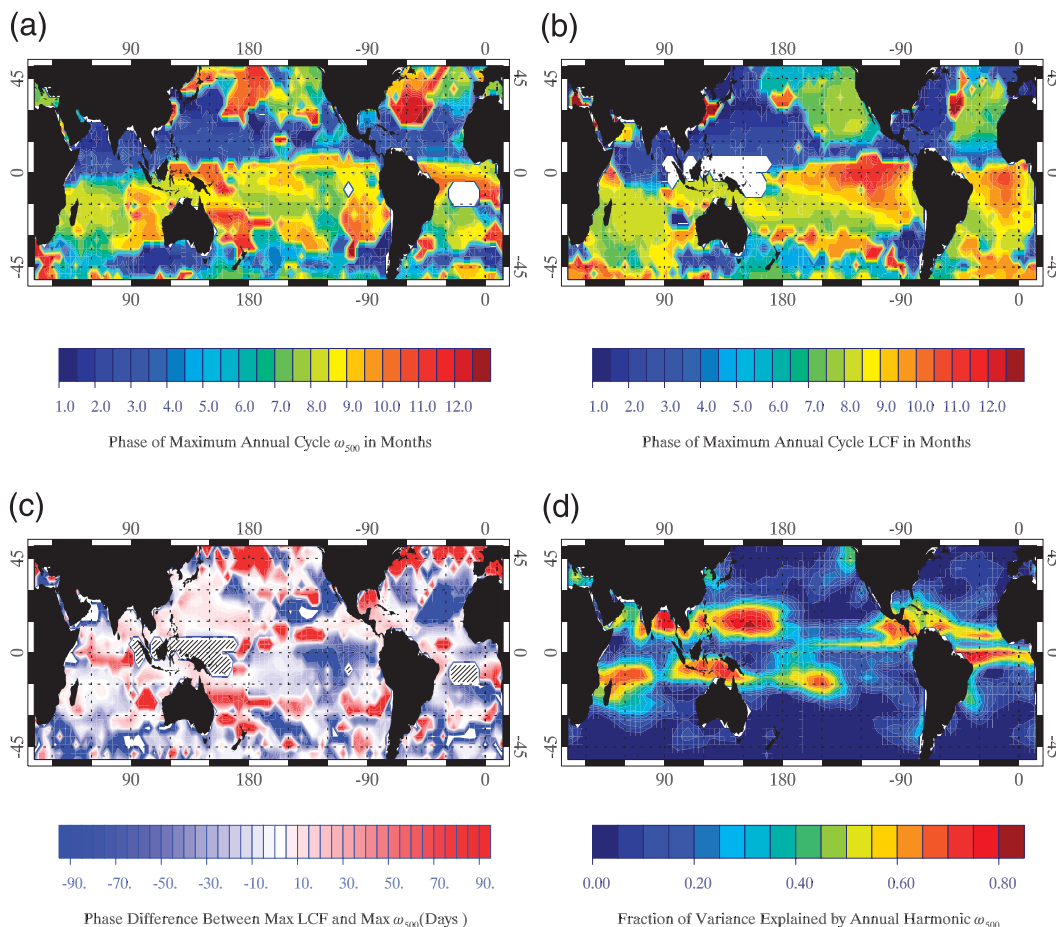 (a)
(b)
90 180 -90 0
90 180 -90 0
45
0
-45
45
0
-45
45
0
-45
45
0
-45
90 180 -90 0
90 180 -90 0
1.0 2.0 3.0 4.0 5.0 6.0 7.0 8.0 9.0 10.0 11.0 12.0
1.0 2.0 3.0 4.0 5.0 6.0 7.0 8.0 9.0 10.0 11.0 12.0
Phase of Maximum Annual Cycle ω500 in Months
Phase of Maximum Annual Cycle LCF in Months
(c)
(d)
90 180 -90 0
90 180 -90 0
45
0
-45
45
0
-45
45
0
-45
45
0
-45
90 180 -90 0
90 180 -90 0
-90. -70. -50. -30. -10. 10. 30. 50. 70. 90.
0.00 0.20 0.40 0.60 0.80
Phase Difference Between Max LCF and Max ω500(Days )
Fraction of Variance Explained by Annual Harmonic ω500